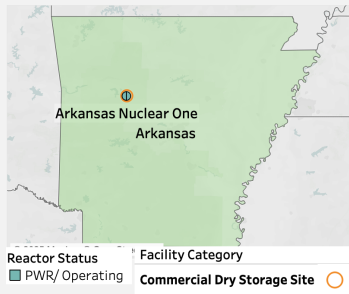 Arkansas Nuclear One
Arkansas
Reactor Status
PWR/ Operating
Facility Category
Commercial Dry Storage Site